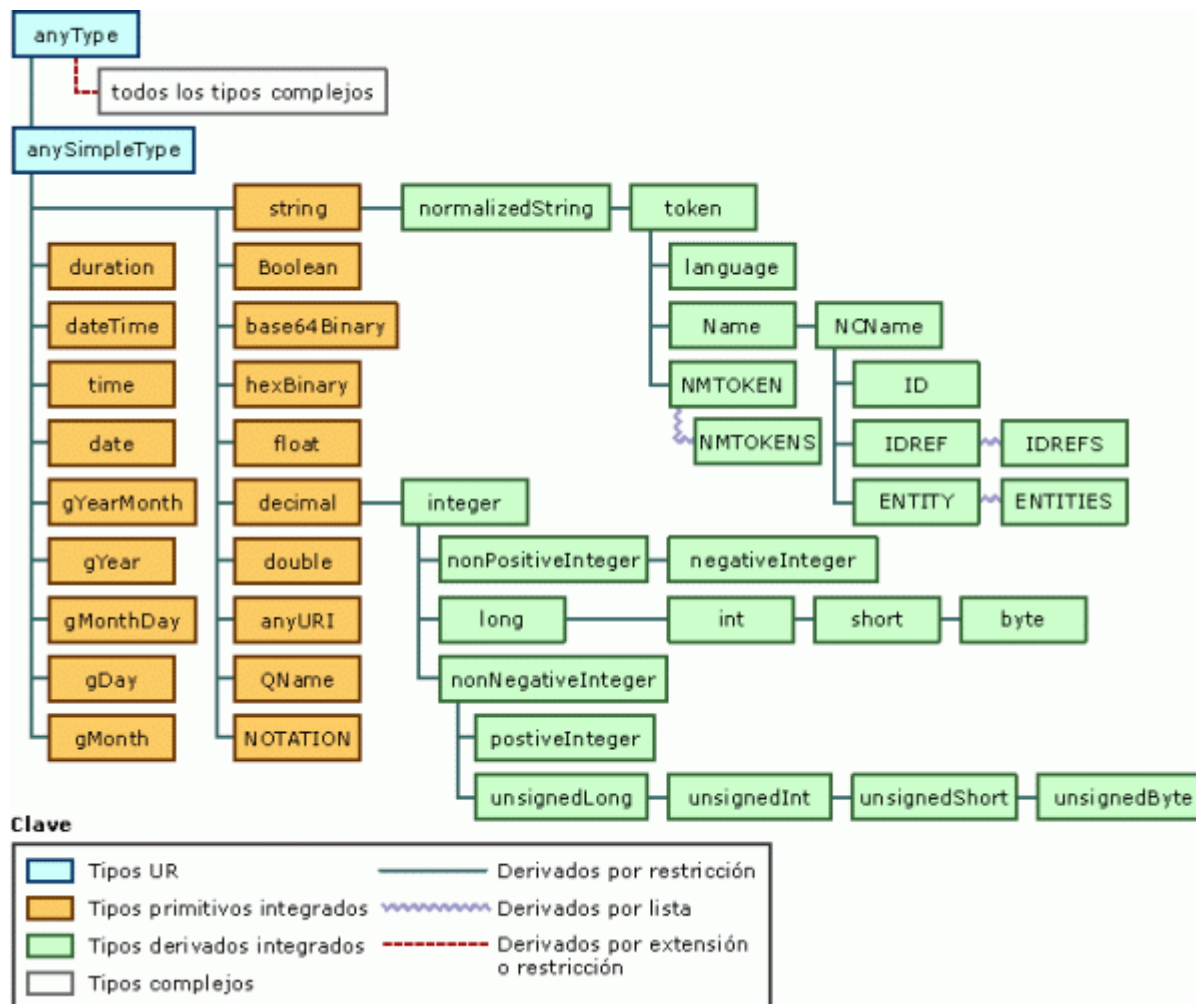 anyType
todos los tipos complejos
anySimpleType
string
normalizedString
token
duration
Boolean
language
dateTime
base64Binary
Name
NCName
time
hexBinary
NMTOKEN
ID
date
float
NMTOKENS
IDREF
IDREFS
gYearMonth
decimal
integer
ENTITY
ENTITIES
gYear
double
nonPositiveInteger
negativeInteger
gMonthDay
anyURI
long
int
short
byte
gDay
QName
nonNegativeInteger
gMonth
NOTATION
postiveInteger
unsignedLong
unsignedInt
unsignedShort
unsignedByte
Clave
Tipos UR
Derivados por restricción
Tipos primitivos integrados
Derivados por lista
Tipos derivados integrados
Derivados por extensión
o restricción
Tipos complejos